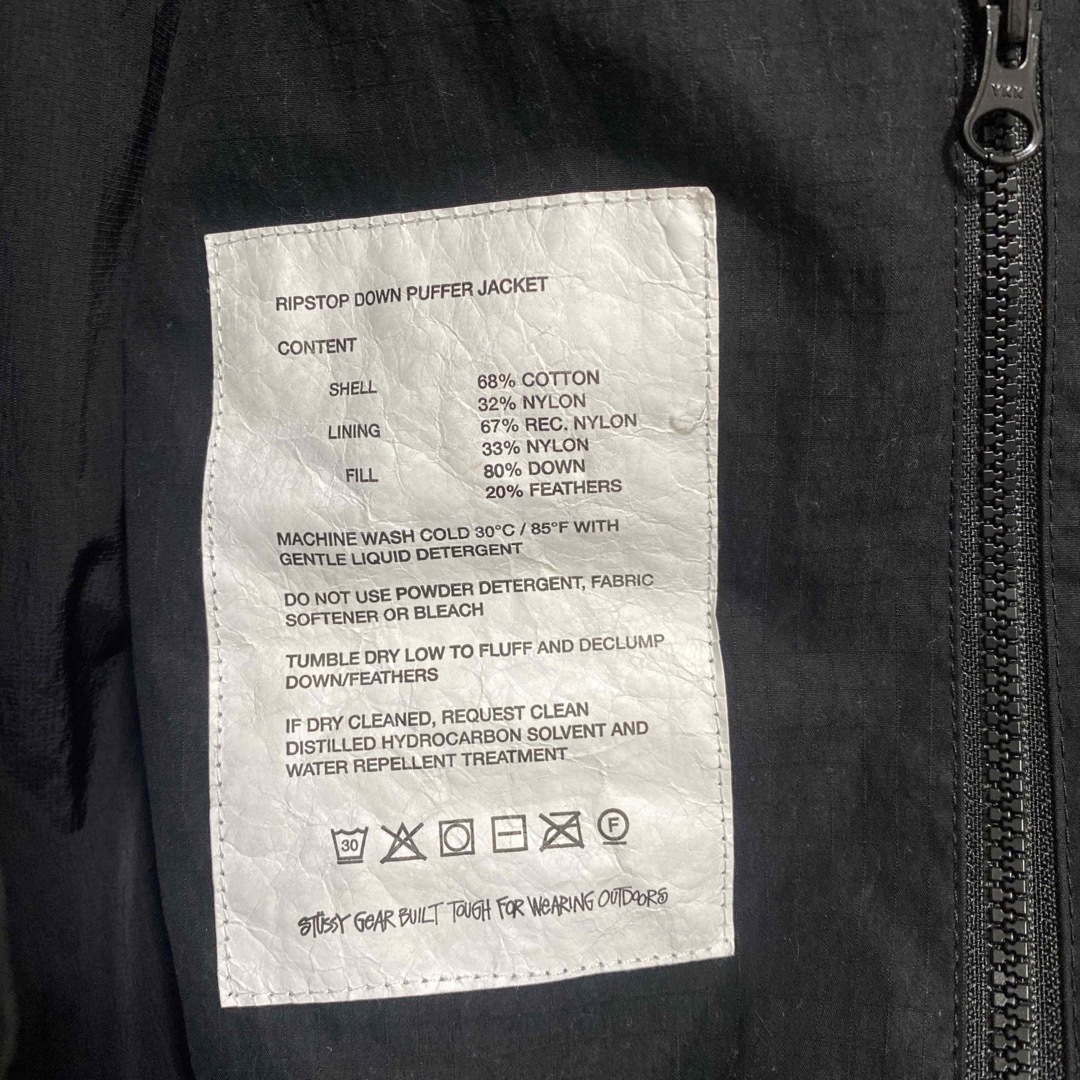 YKK
RIPSTOP DOWN PUFFER JACKET
CONTENT
SHELL 68% COTTON
32% NYLON
LINING 67% REC. NYLON
33% NYLON
FILL 80% DOWN
20% FEATHERS
MACHINE WASH COLD 30°C / 85°F WITH
GENTLE LIQUID DETERGENT
DO NOT USE POWDER DETERGENT, FABRIC
SOFTENER OR BLEACH
TUMBLE DRY LOW TO FLUFF AND DECLUMP
DOWN/FEATHERS
IF DRY CLEANED, REQUEST CLEAN
DISTILLED HYDROCARBON SOLVENT AND
WATER REPELLENT TREATMENT
30 F
STÜSSY GEAR BUILT TOUGH FOR WEARING OUTDOORS